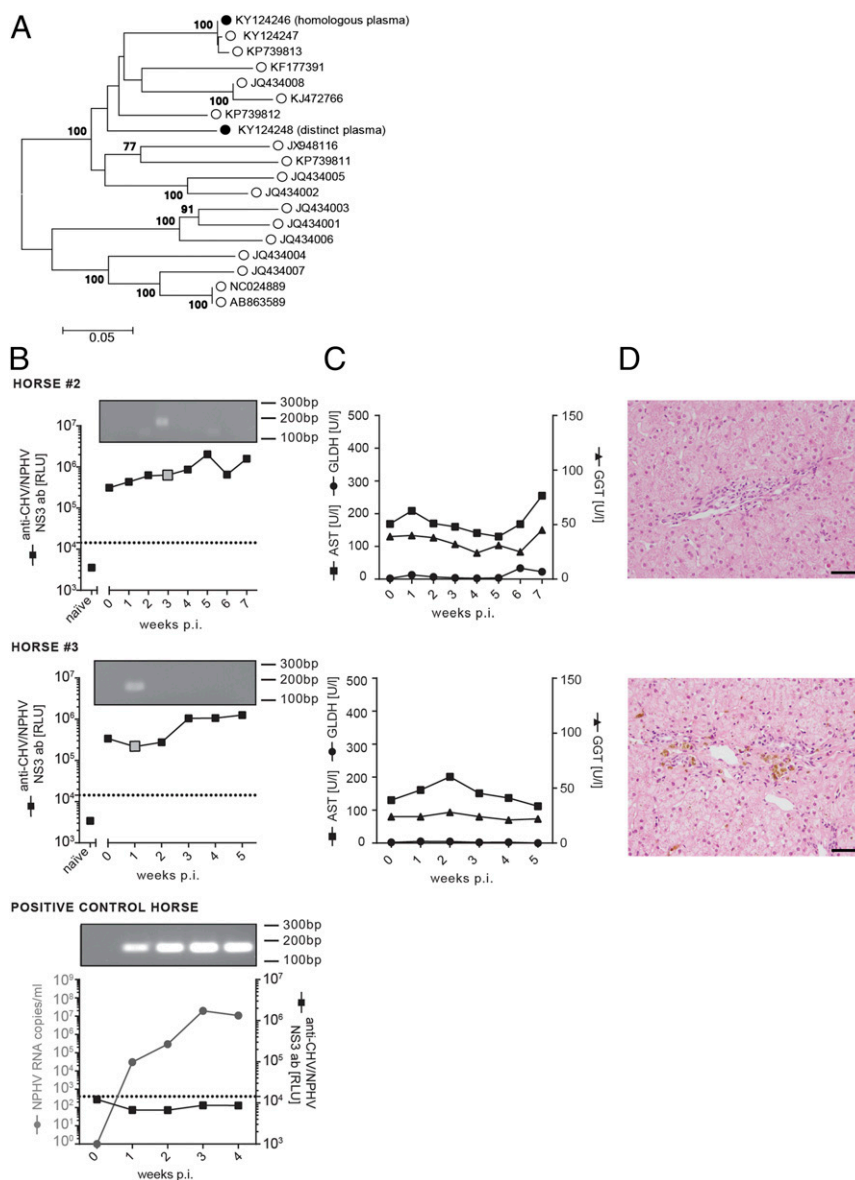 A
100
KY124246 (homologous plasma)
KY124247
KP739813
KF177391
JQ434008
100
KJ472766
KP739812
100
KY124248 (distinct plasma)
77
JX948116
KP739811
JQ434005
100
JQ434002
91
JQ434003
100
JQ434001
JQ434006
JQ434004
100
JQ434007
100
NC024889
100
AB863589
0.05
B
C
D
HORSE #2
300bp
200bp
100bp
anti-CHV/NPHV
NS3 ab [RLU]
10⁷
10⁶
10⁵
10⁴
10³
naïve
0 1 2 3 4 5 6 7
weeks p.i.
AST [U/l]
GLDH [U/l]
500
400
300
200
100
0
150
100
50
0
GGT
[U/l]
0 1 2 3 4 5 6 7
weeks p.i.
HORSE #3
300bp
200bp
100bp
anti-CHV/NPHV
NS3 ab [RLU]
10⁷
10⁶
10⁵
10⁴
10³
naïve
0 1 2 3 4 5
weeks p.i.
AST [U/l]
GLDH [U/l]
500
400
300
200
100
0
150
100
50
0
GGT
[U/l]
0 1 2 3 4 5
weeks p.i.
POSITIVE CONTROL HORSE
300bp
200bp
100bp
NPHV RNA copies/ml
10⁹
10⁸
10⁷
10⁶
10⁵
10⁴
10³
10²
10¹
10⁰
10⁷
10⁶
10⁵
10⁴
10³
anti-CHV/NPHV
NS3 ab [RLU]
0 1 2 3 4
weeks p.i.